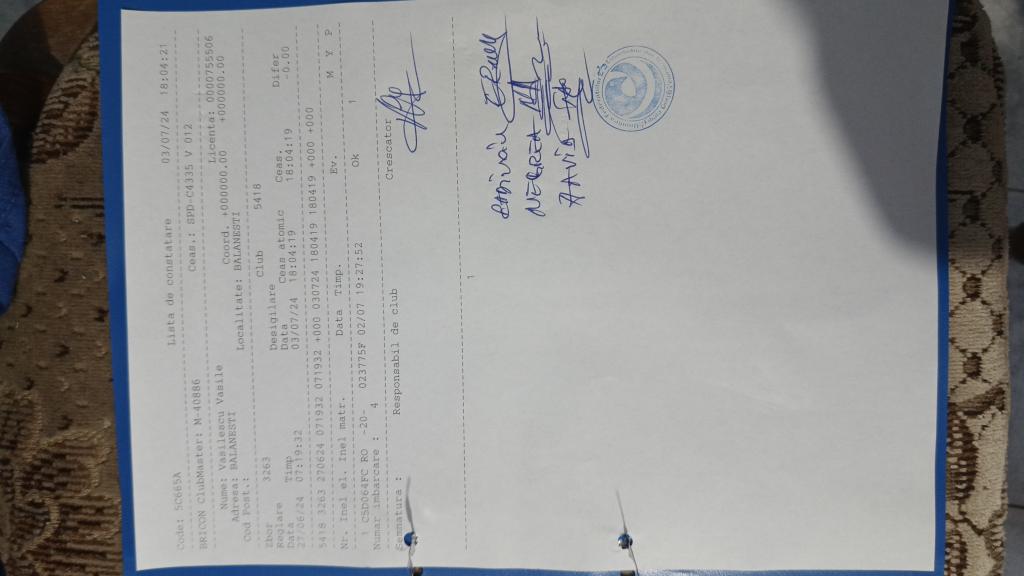 Code: 5C665A Lista de constatare 03/07/24 18:04:21
BRICON ClubMaster: M-40886 Ceas.: SPD-C4335 V 012
Nume: Vasilescu Vasile Licenta: 0000755506
Adresa: BALANESTI Coord. +000000.00 +000000.00
Cod Post.: Localitate: BALANESTI
Zbor 3263 Club 5418
Reglare Desigilare
Data Timp Data Ceas atomic Ceas. Difer
27/06/24 07:19:32 03/07/24 18:04:19 18:04:19 -0.00
5418 3263 270624 071932 071932 +000 030724 180419 180419 +000 +000
Nr. Inel el. Inel matr. Data Timp. Ev. M Y P
1 C5D064FC RO -20- 023775F 02/07 19:27:52 Ok 1
Numar imbarcare : 4
Semnatura : Responsabil de club Crescator
1
NEGREA